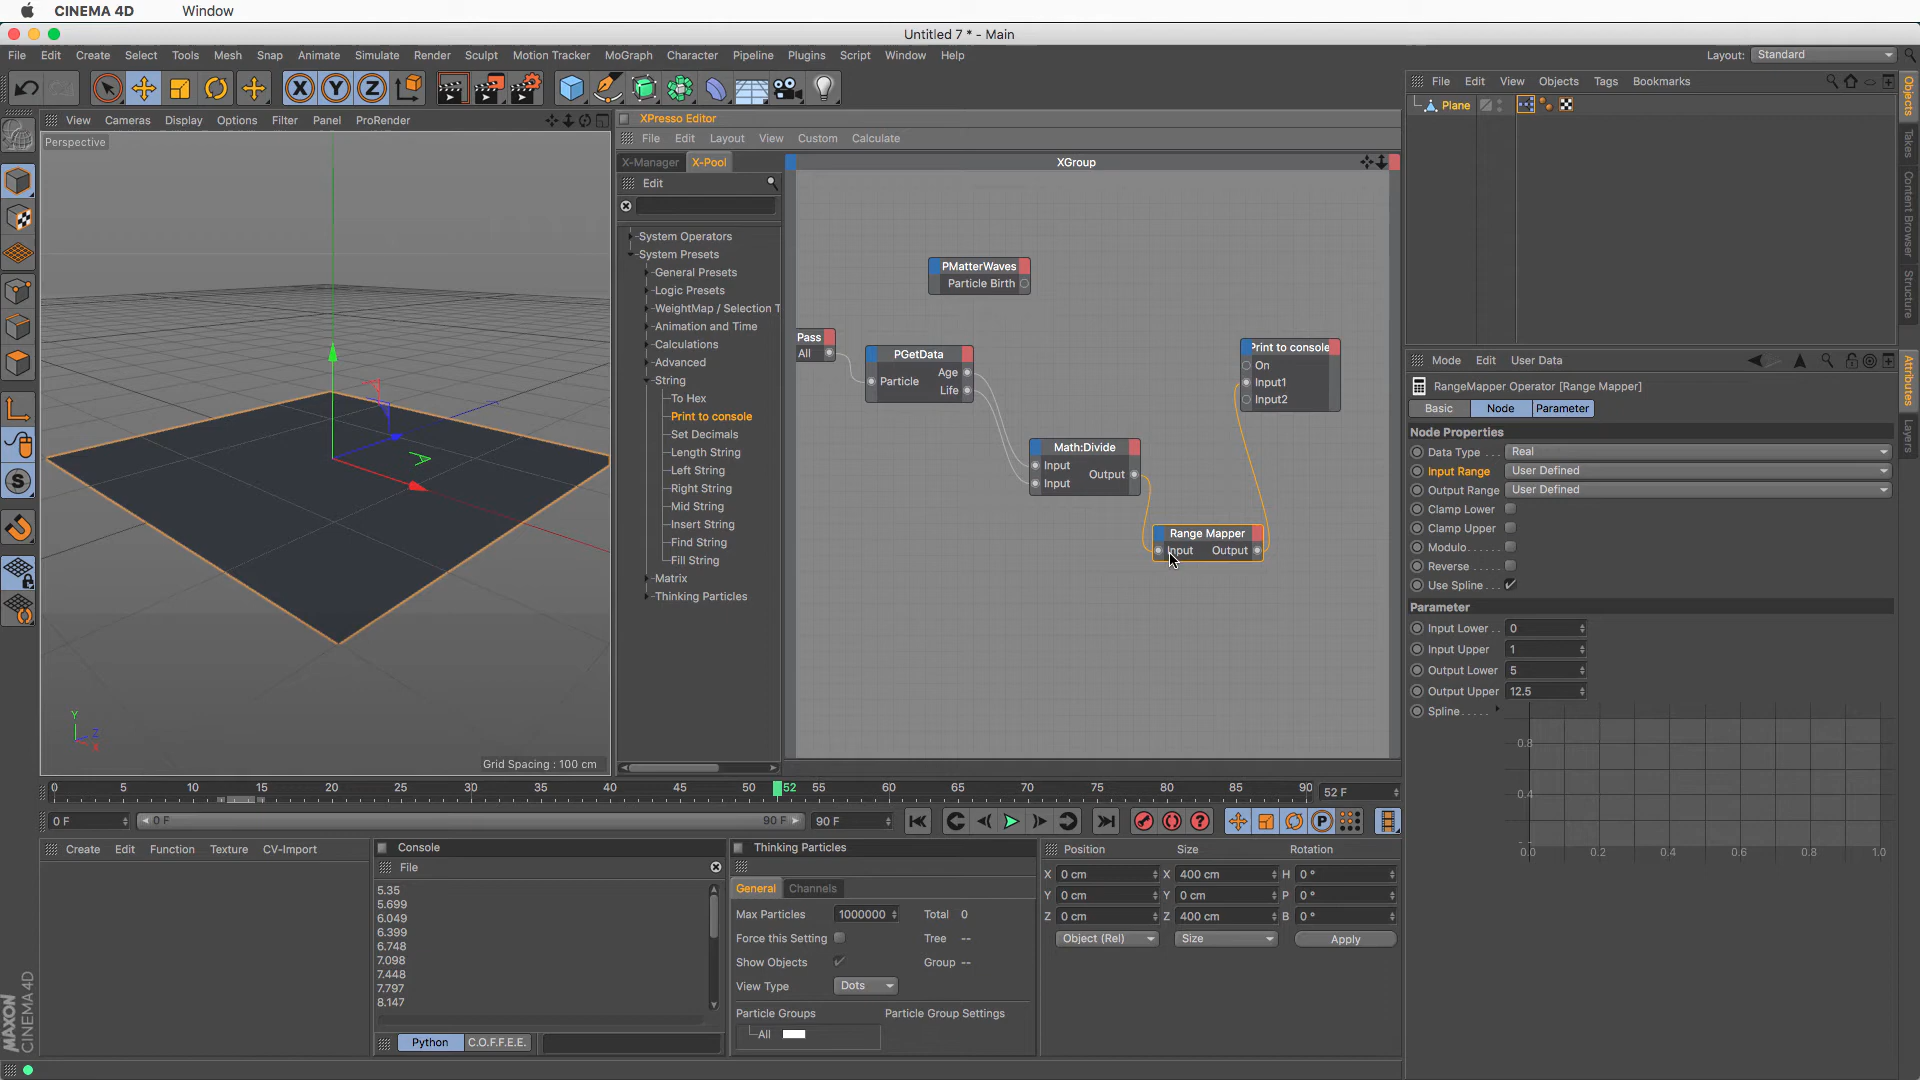 CINEMA 4D Window
Untitled 7 * - Main
File Edit Create Select Tools Mesh Snap Animate Simulate Render Sculpt Motion Tracker MoGraph Character Pipeline Plugins Script Window Help
Layout: Standard
View Cameras Display Options Filter Panel ProRender
Perspective
Grid Spacing : 100 cm
Y
Z
X
XPresso Editor
File Edit Layout View Custom Calculate
X-Manager X-Pool
Edit
System Operators
System Presets
General Presets
Logic Presets
WeightMap / Selection T
Animation and Time
Calculations
Advanced
String
To Hex
Print to console
Set Decimals
Length String
Left String
Right String
Mid String
Insert String
Find String
Fill String
Matrix
Thinking Particles
XGroup
PMatterWaves
Particle Birth
Pass
All
PGetData
Age
Particle
Life
Math:Divide
Input
Output
Input
Range Mapper
Input Output
Print to console
On
Input1
Input2
File Edit View Objects Tags Bookmarks
Plane
Objects
Takes
Content Browser
Structure
Mode Edit User Data
RangeMapper Operator [Range Mapper]
Basic Node Parameter
Node Properties
Data Type . . Real
Input Range User Defined
Output Range User Defined
Clamp Lower
Clamp Upper
Modulo
Reverse
Use Spline
Parameter
Input Lower . . 0
Input Upper . . 1
Output Lower 5
Output Upper 12.5
Spline
0.8
0.4
0.0 0.2 0.4 0.6 0.8 1.0
Attributes
Layers
0 5 10 15 20 25 30 35 40 45 50 52 55 60 65 70 75 80 85 90
52 F
0 F 0 F 90 F 90 F
Create Edit Function Texture CV-Import
Console
File
5.35
5.699
6.049
6.399
6.748
7.098
7.448
7.797
8.147
Python C.O.F.F.E.E.
Thinking Particles
General Channels
Max Particles 1000000 Total 0
Force this Setting Tree --
Show Objects Group --
View Type Dots
Particle Groups Particle Group Settings
All
Position Size Rotation
X 0 cm X 400 cm H 0 °
Y 0 cm Y 0 cm P 0 °
Z 0 cm Z 400 cm B 0 °
Object (Rel) Size Apply
MAXON
CINEMA 4D